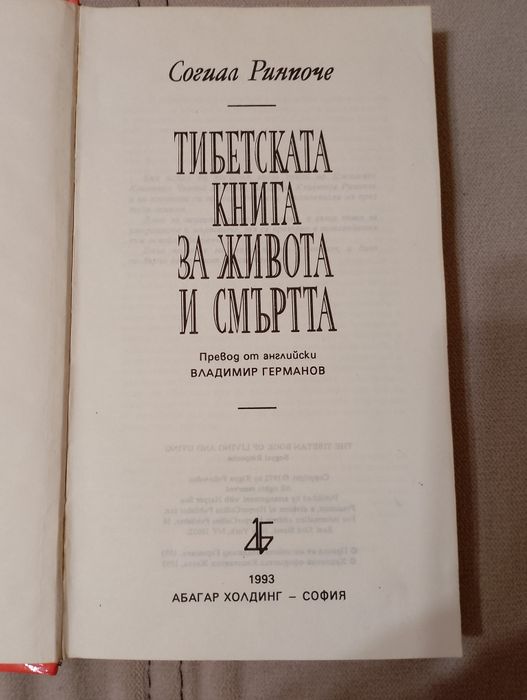 Согиал Ринпоче
ТИБЕТСКАТА
КНИГА
ЗА ЖИВОТА
И СМЪРТТА
Превод от английски
ВЛАДИМИР ГЕРМАНОВ
1993
АБАГАР ХОЛДИНГ – СОФИЯ